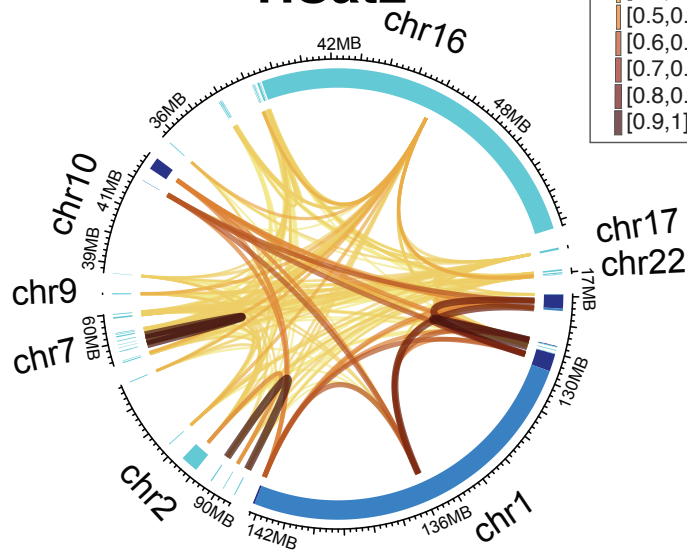 chr16
42MB
48MB
36MB
[0.5,0.
[0.6,0.
[0.7,0.
[0.8,0.
[0.9,1]
chr10
41MB
39MB
chr17
chr22
17MB
chr9
60MB
chr7
130MB
chr2
90MB
142MB
136MB
chr1